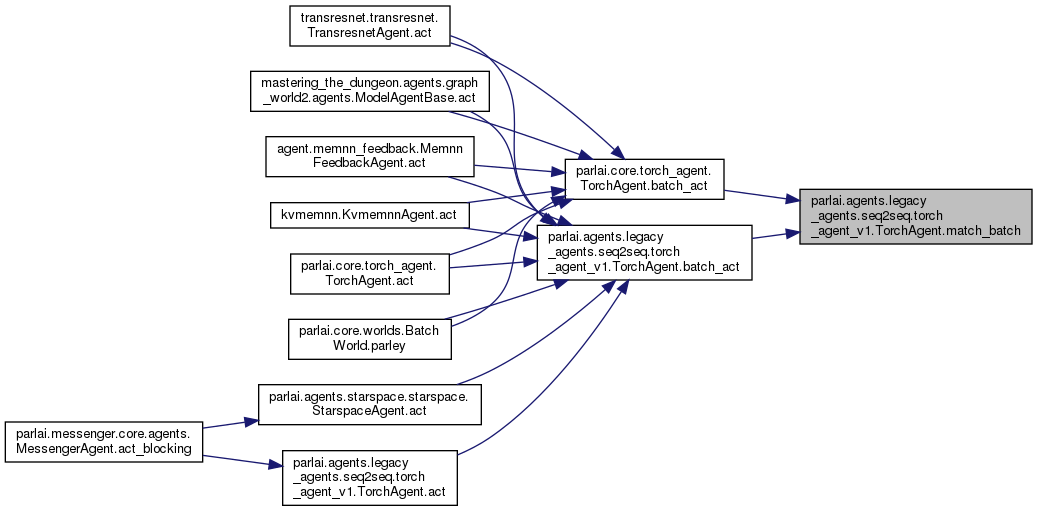 transresnet.transresnet.
TransresnetAgent.act
mastering_the_dungeon.agents.graph
_world2.agents.ModelAgentBase.act
agent.memnn_feedback.Memnn
FeedbackAgent.act
kvmemnn.KvmemnnAgent.act
parlai.core.torch_agent.
TorchAgent.act
parlai.core.worlds.Batch
World.parley
parlai.agents.starspace.starspace.
StarspaceAgent.act
parlai.messenger.core.agents.
MessengerAgent.act_blocking
parlai.agents.legacy
_agents.seq2seq.torch
_agent_v1.TorchAgent.act
parlai.core.torch_agent.
TorchAgent.batch_act
parlai.agents.legacy
_agents.seq2seq.torch
_agent_v1.TorchAgent.batch_act
parlai.agents.legacy
_agents.seq2seq.torch
_agent_v1.TorchAgent.match_batch